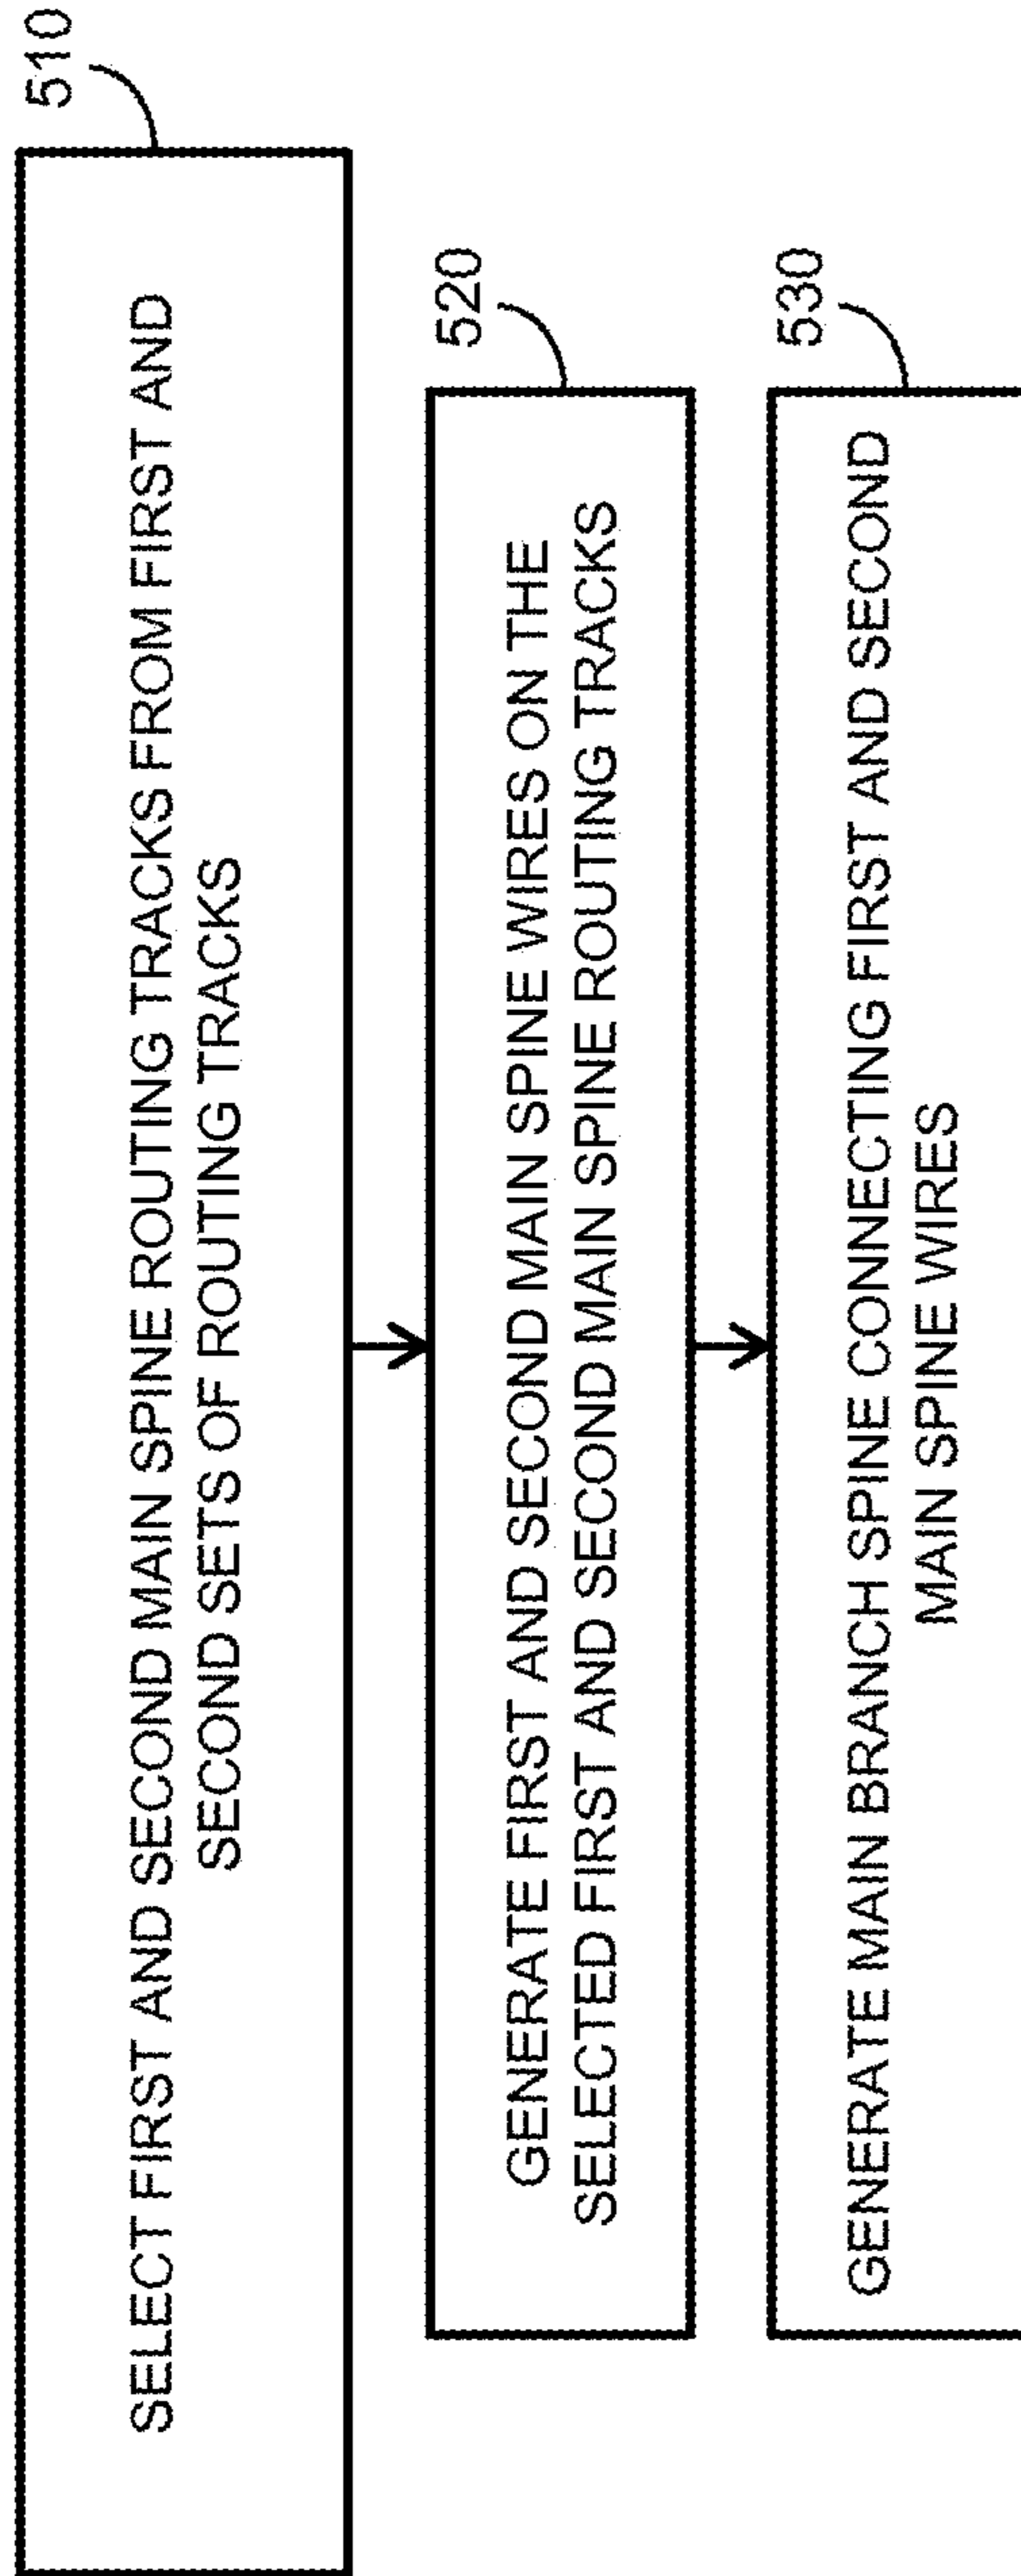 510
SELECT FIRST AND SECOND MAIN SPINE ROUTING TRACKS FROM FIRST AND
SECOND SETS OF ROUTING TRACKS
520
GENERATE FIRST AND SECOND MAIN SPINE WIRES ON THE
SELECTED FIRST AND SECOND MAIN SPINE ROUTING TRACKS
530
GENERATE MAIN BRANCH SPINE CONNECTING FIRST AND SECOND
MAIN SPINE WIRES